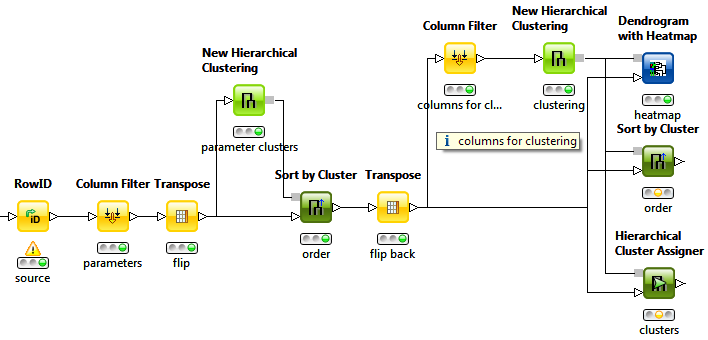 Column Filter
New Hierarchical
Clustering
Dendrogram
with Heatmap
New Hierarchical
Clustering
columns for cl...
clustering
heatmap
parameter clusters
i columns for clustering
Sort by Cluster
RowID
Column Filter
Transpose
Sort by Cluster
Transpose
ID
order
source
parameters
flip
order
flip back
Hierarchical
Cluster Assigner
clusters